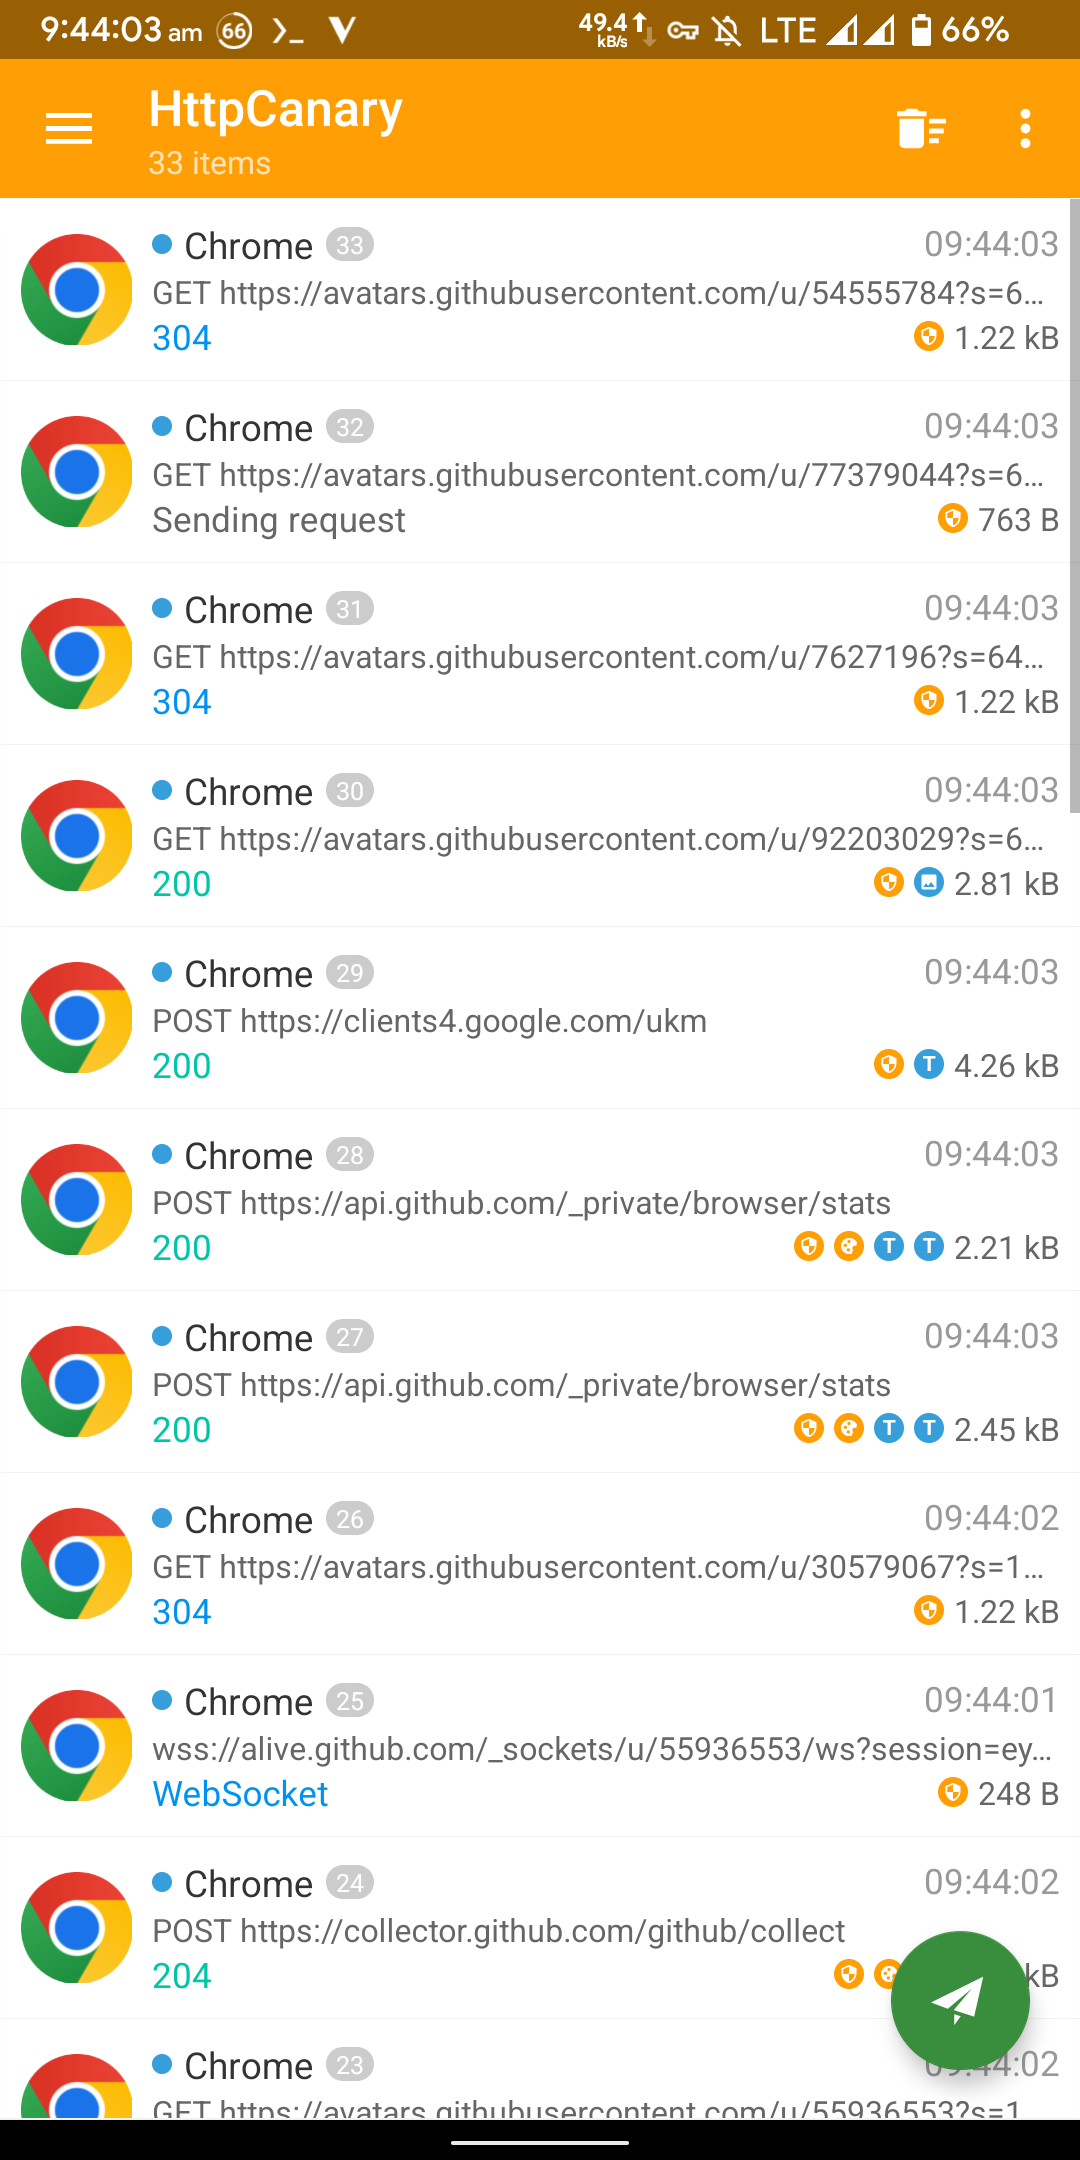 9:44:03 am 66 49.4 kB/s LTE 66%
HttpCanary
33 items
Chrome 33 09:44:03
GET https://avatars.githubusercontent.com/u/54555784?s=6...
304 1.22 kB
Chrome 32 09:44:03
GET https://avatars.githubusercontent.com/u/77379044?s=6...
Sending request 763 B
Chrome 31 09:44:03
GET https://avatars.githubusercontent.com/u/7627196?s=64...
304 1.22 kB
Chrome 30 09:44:03
GET https://avatars.githubusercontent.com/u/92203029?s=6...
200 2.81 kB
Chrome 29 09:44:03
POST https://clients4.google.com/ukm
200 T 4.26 kB
Chrome 28 09:44:03
POST https://api.github.com/_private/browser/stats
200 T T 2.21 kB
Chrome 27 09:44:03
POST https://api.github.com/_private/browser/stats
200 T T 2.45 kB
Chrome 26 09:44:02
GET https://avatars.githubusercontent.com/u/30579067?s=1...
304 1.22 kB
Chrome 25 09:44:01
wss://alive.github.com/_sockets/u/55936553/ws?session=ey...
WebSocket 248 B
Chrome 24 09:44:02
POST https://collector.github.com/github/collect
204 kB
Chrome 23 09:44:02
GET https://avatars.githubusercontent.com/u/55936553?s=1